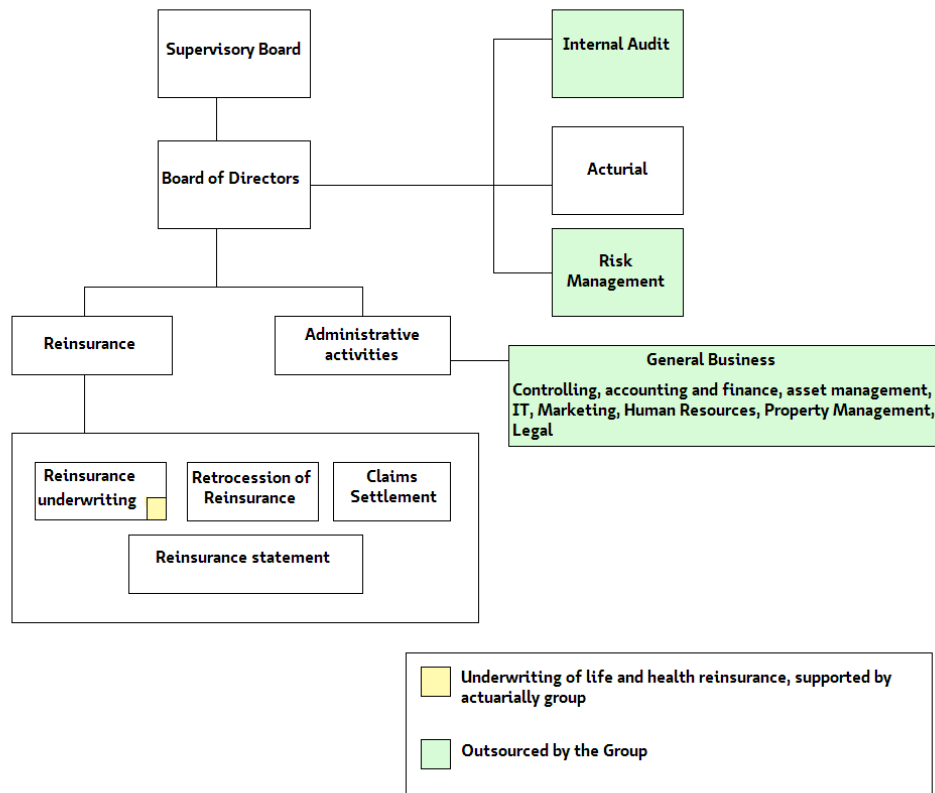 Supervisory Board
Internal Audit
Board of Directors
Acturial
Risk
Management
Reinsurance
Administrative
activities
General Business
Controlling, accounting and finance, asset management,
IT, Marketing, Human Resources, Property Management,
Legal
Reinsurance
underwriting
Retrocession of
Reinsurance
Claims
Settlement
Reinsurance statement
Underwriting of life and health reinsurance, supported by
actuarially group
Outsourced by the Group